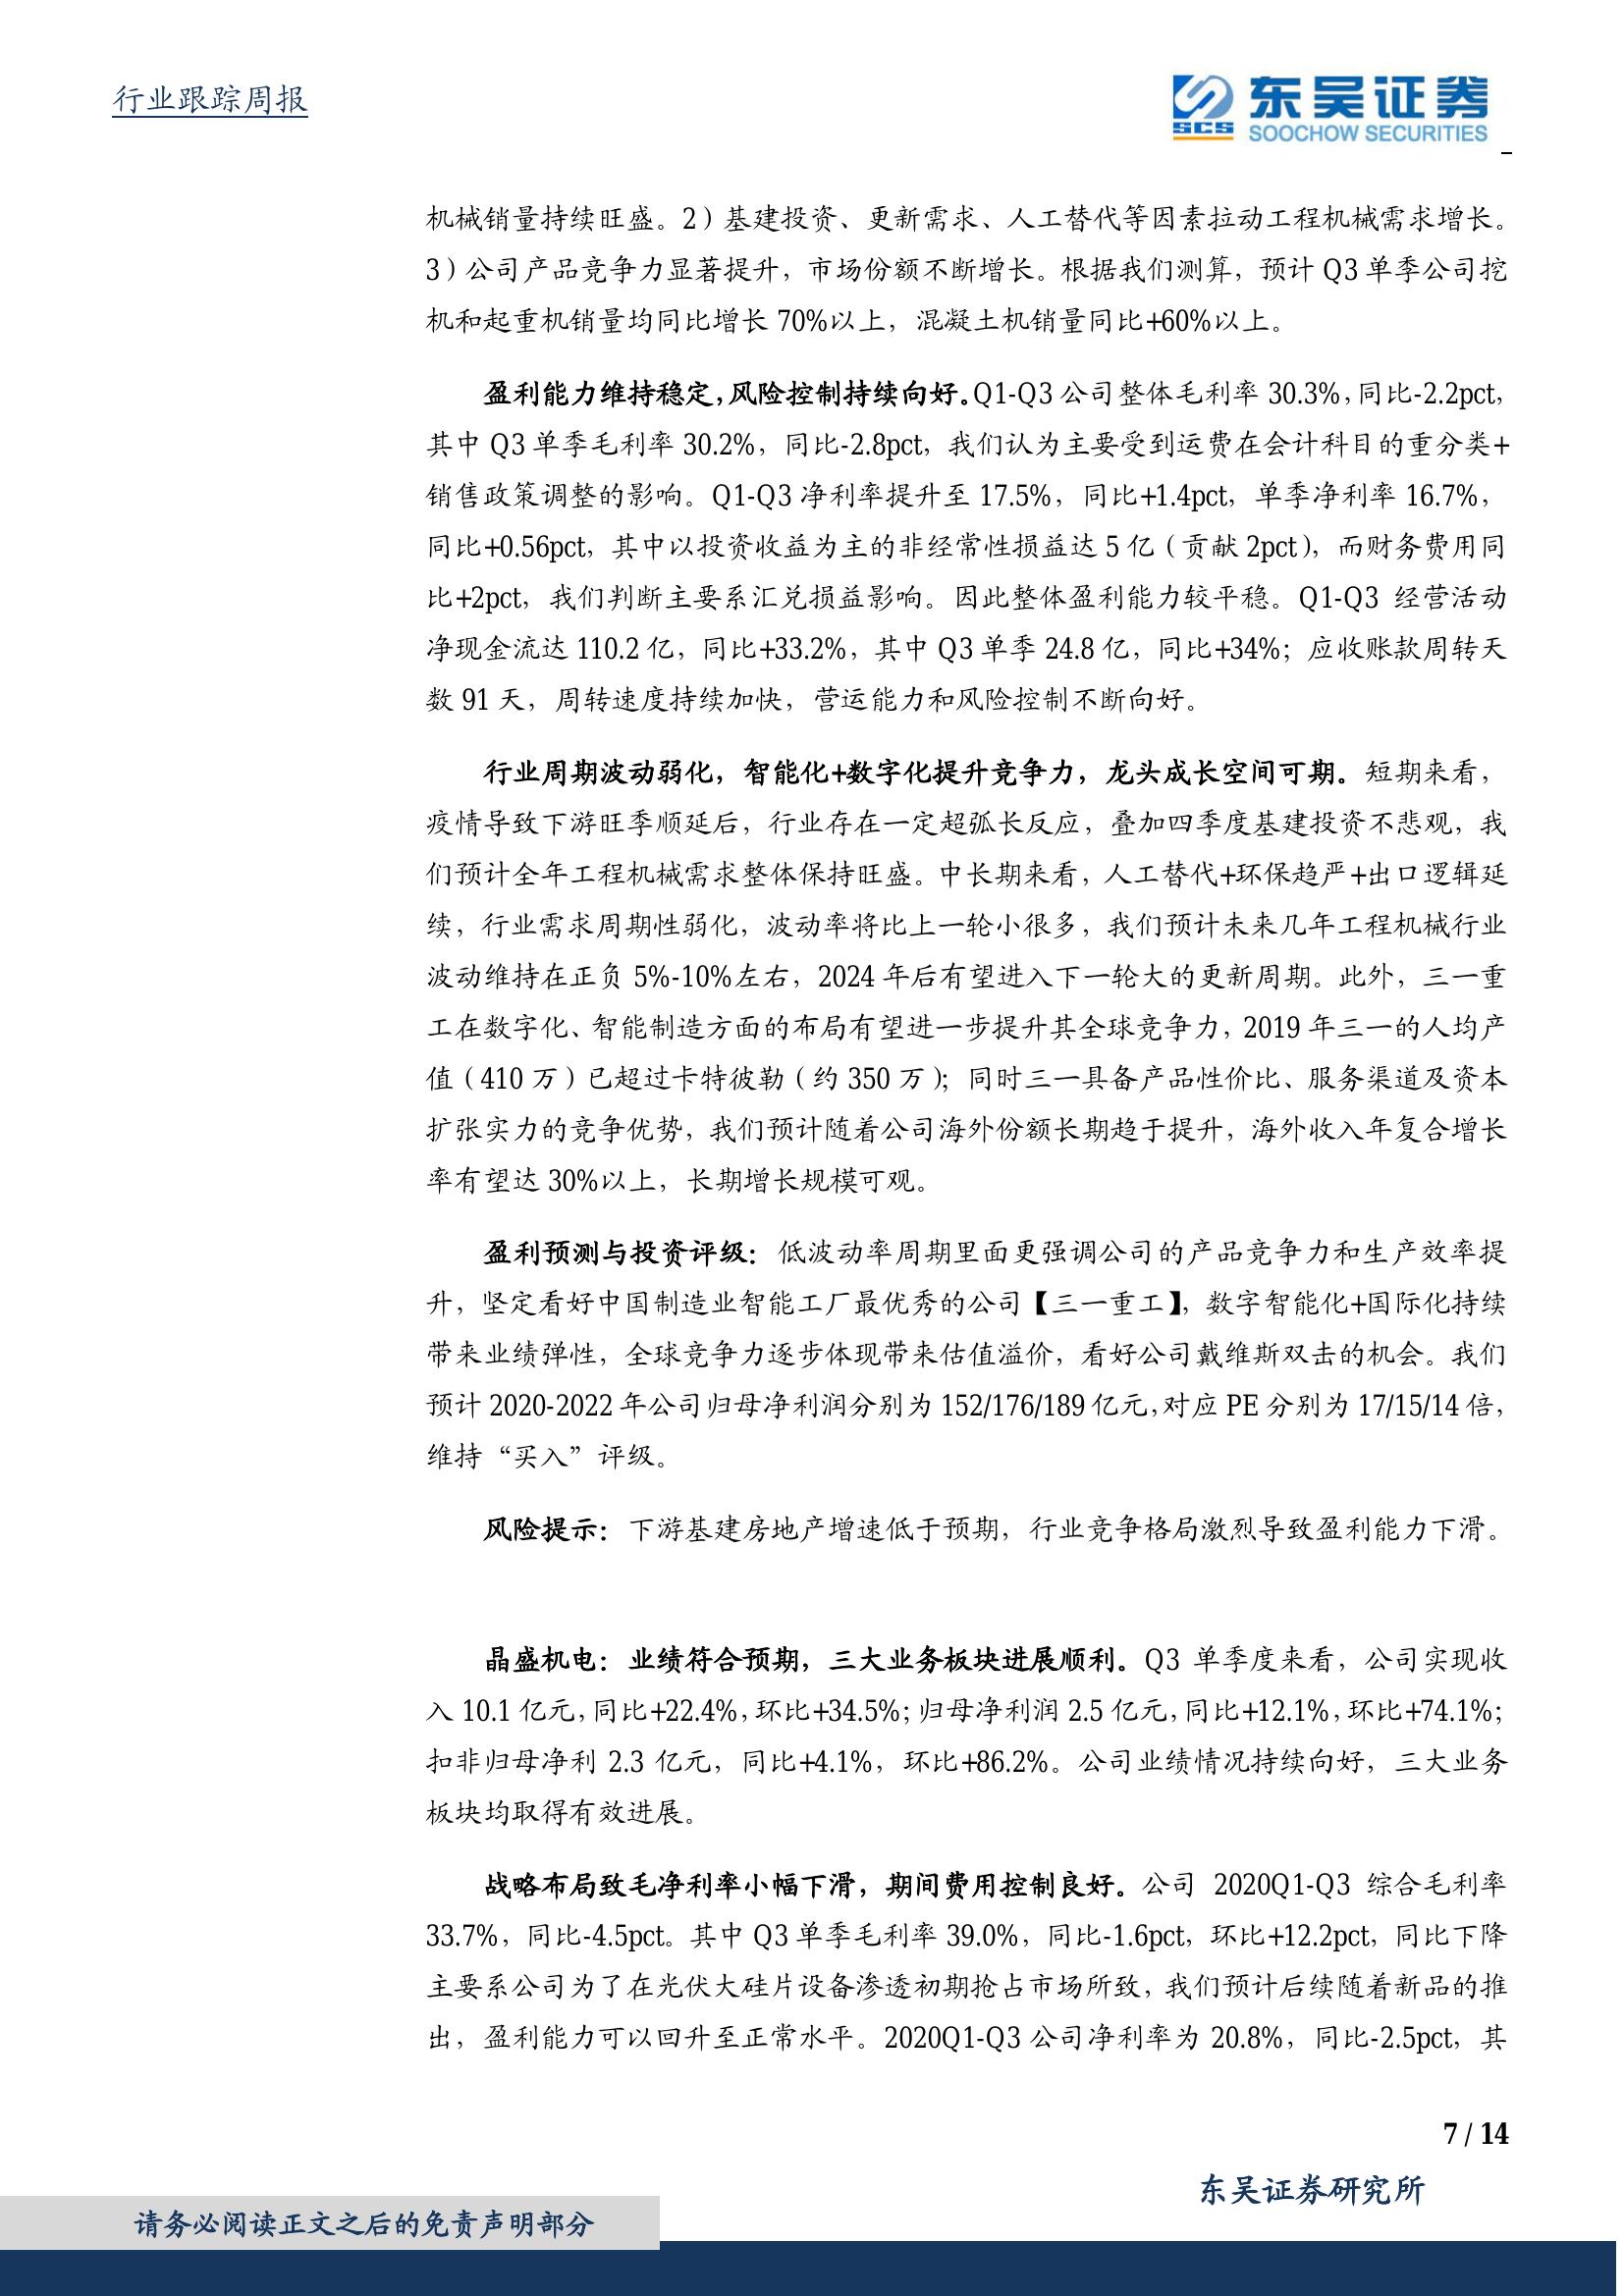 行业跟踪周报
SCS 东吴证券
SOOCHOW SECURITIES
机械销量持续旺盛。2）基建投资、更新需求、人工替代等因素拉动工程机械需求增长。
3）公司产品竞争力显著提升，市场份额不断增长。根据我们测算，预计 Q3 单季公司挖
机和起重机销量均同比增长 70%以上，混凝土机销量同比+60%以上。
盈利能力维持稳定，风险控制持续向好。Q1-Q3 公司整体毛利率 30.3%，同比-2.2pct，
其中 Q3 单季毛利率 30.2%，同比-2.8pct，我们认为主要受到运费在会计科目的重分类+
销售政策调整的影响。Q1-Q3 净利率提升至 17.5%，同比+1.4pct，单季净利率 16.7%，
同比+0.56pct，其中以投资收益为主的非经常性损益达 5 亿（贡献 2pct），而财务费用同
比+2pct，我们判断主要系汇兑损益影响。因此整体盈利能力较平稳。Q1-Q3 经营活动
净现金流达 110.2 亿，同比+33.2%，其中 Q3 单季 24.8 亿，同比+34%；应收账款周转天
数 91 天，周转速度持续加快，营运能力和风险控制不断向好。
行业周期波动弱化，智能化+数字化提升竞争力，龙头成长空间可期。短期来看，
疫情导致下游旺季顺延后，行业存在一定超弧长反应，叠加四季度基建投资不悲观，我
们预计全年工程机械需求整体保持旺盛。中长期来看，人工替代+环保趋严+出口逻辑延
续，行业需求周期性弱化，波动率将比上一轮小很多，我们预计未来几年工程机械行业
波动维持在正负 5%-10%左右，2024 年后有望进入下一轮大的更新周期。此外，三一重
工在数字化、智能制造方面的布局有望进一步提升其全球竞争力，2019 年三一的人均产
值（410 万）已超过卡特彼勒（约 350 万）；同时三一具备产品性价比、服务渠道及资本
扩张实力的竞争优势，我们预计随着公司海外份额长期趋于提升，海外收入年复合增长
率有望达 30%以上，长期增长规模可观。
盈利预测与投资评级：低波动率周期里面更强调公司的产品竞争力和生产效率提
升，坚定看好中国制造业智能工厂最优秀的公司【三一重工】，数字智能化+国际化持续
带来业绩弹性，全球竞争力逐步体现带来估值溢价，看好公司戴维斯双击的机会。我们
预计 2020-2022 年公司归母净利润分别为 152/176/189 亿元，对应 PE 分别为 17/15/14 倍，
维持“买入”评级。
风险提示：下游基建房地产增速低于预期，行业竞争格局激烈导致盈利能力下滑。
晶盛机电：业绩符合预期，三大业务板块进展顺利。Q3 单季度来看，公司实现收
入 10.1 亿元，同比+22.4%，环比+34.5%；归母净利润 2.5 亿元，同比+12.1%，环比+74.1%；
扣非归母净利 2.3 亿元，同比+4.1%，环比+86.2%。公司业绩情况持续向好，三大业务
板块均取得有效进展。
战略布局致毛净利率小幅下滑，期间费用控制良好。公司 2020Q1-Q3 综合毛利率
33.7%，同比-4.5pct。其中 Q3 单季毛利率 39.0%，同比-1.6pct，环比+12.2pct，同比下降
主要系公司为了在光伏大硅片设备渗透初期抢占市场所致，我们预计后续随着新品的推
出，盈利能力可以回升至正常水平。2020Q1-Q3 公司净利率为 20.8%，同比-2.5pct，其
7 / 14
东吴证券研究所
请务必阅读正文之后的免责声明部分